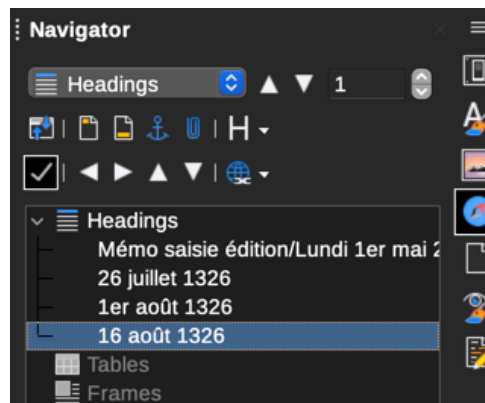 Navigator
Headings
1
H
Headings
Mémo saisie édition/Lundi 1er mai
26 juillet 1326
1er août 1326
16 août 1326
Tables
Frames